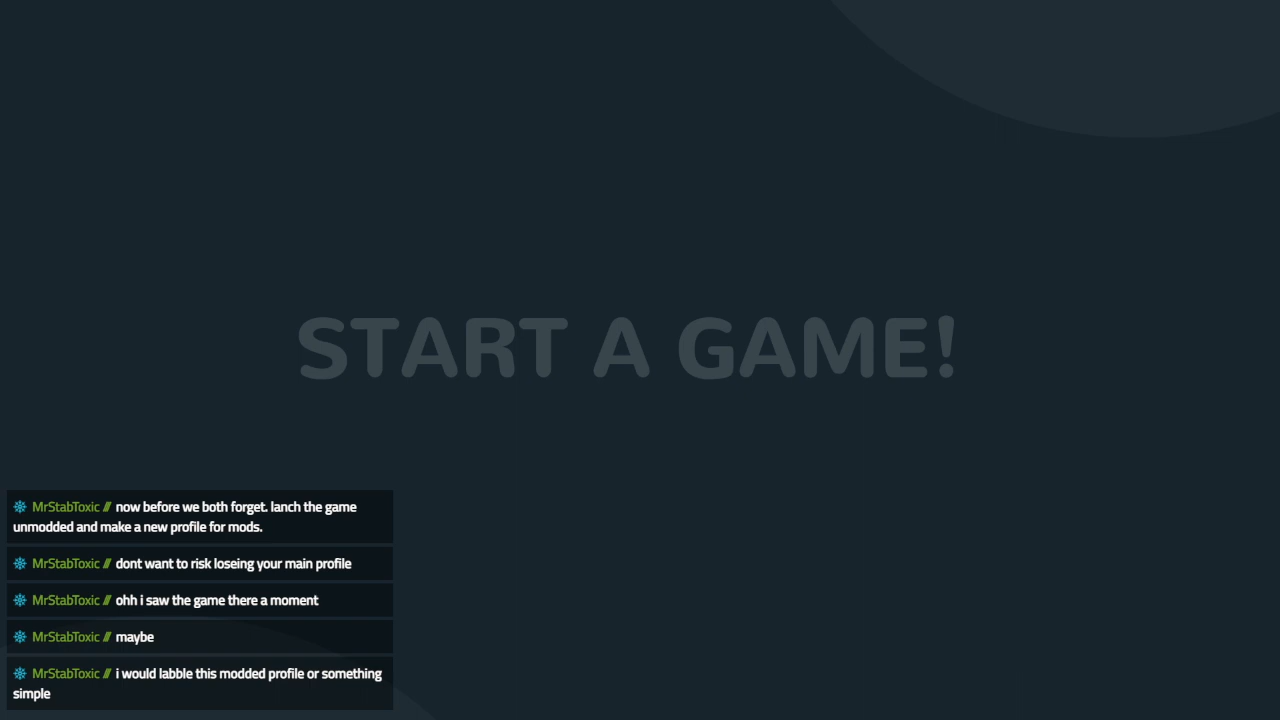 START A GAME!
MrStabToxic /// now before we both forget. lanch the game
unmodded and make a new profile for mods.
MrStabToxic /// dont want to risk loseing your main profile
MrStabToxic /// ohh i saw the game there a moment
MrStabToxic /// maybe
MrStabToxic /// i would labble this modded profile or something
simple